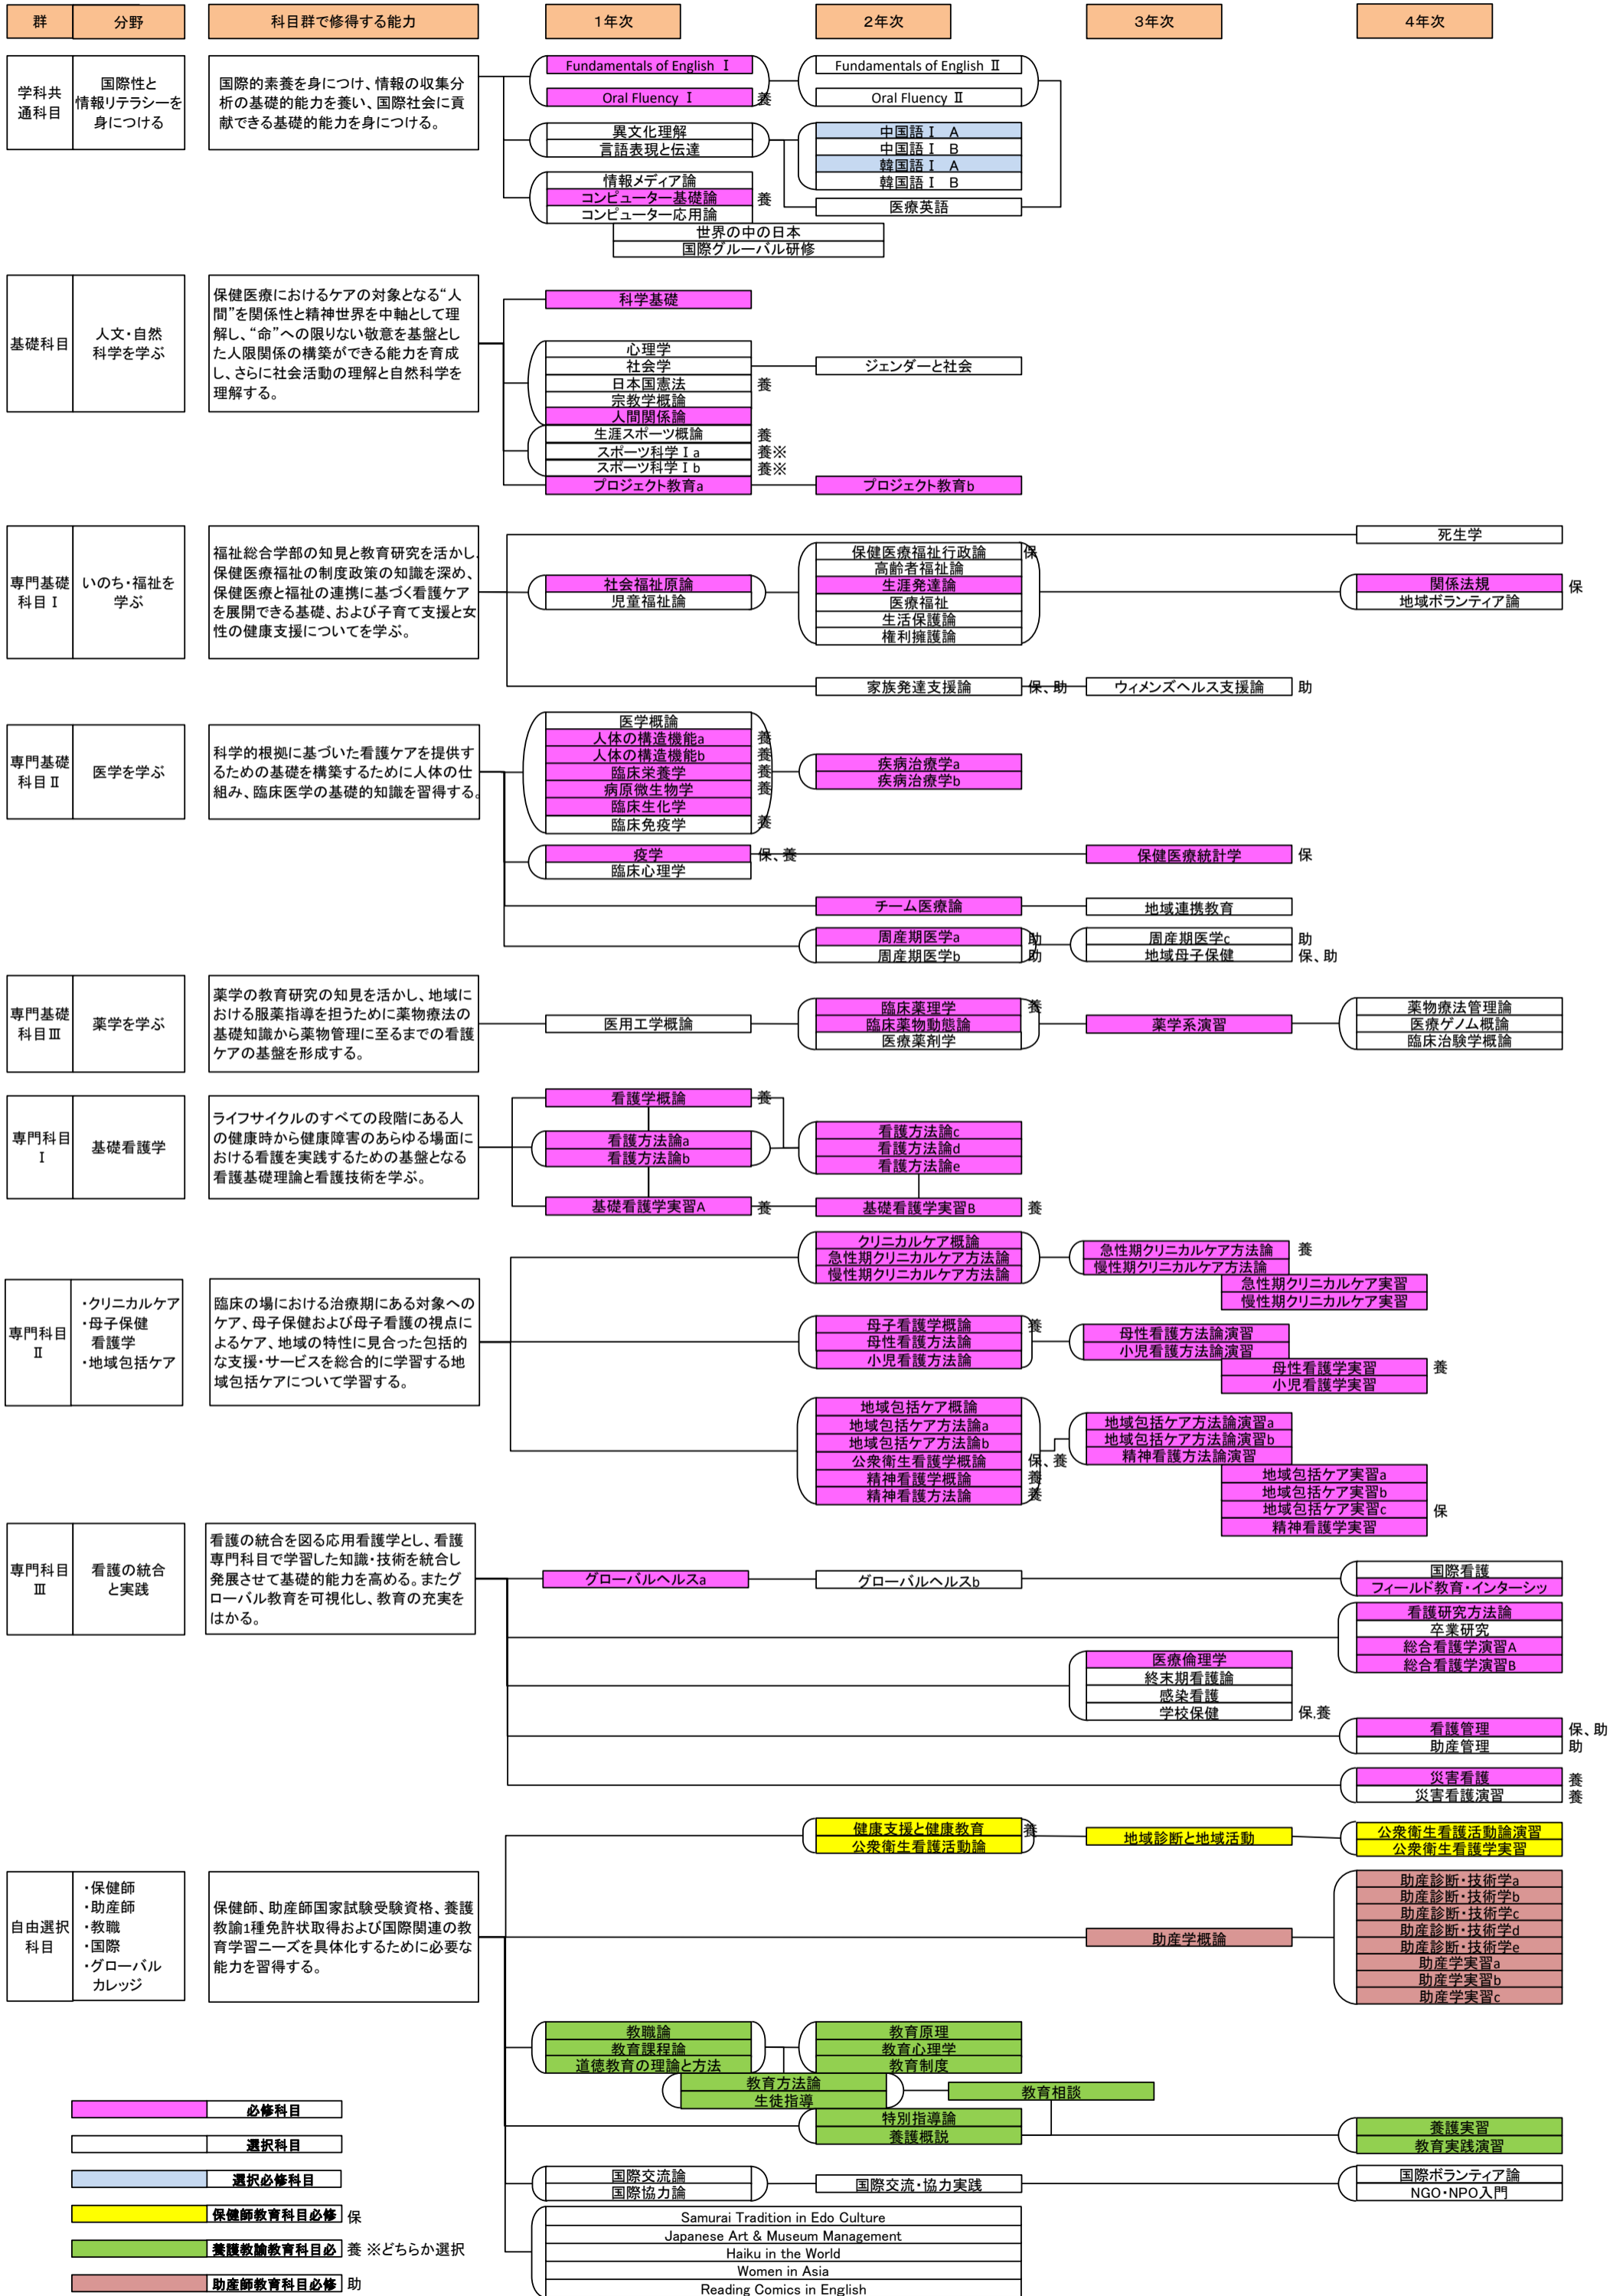 群
分野
科目群で修得する能力
1年次
2年次
3年次
4年次
学科共
通科目
国際性と
情報リテラシーを
身につける
国際的素養を身につけ、情報の収集分
析の基礎的能力を養い、国際社会に貢
献できる基礎的能力を身につける。
Fundamentals of English Ⅰ
Oral Fluency Ⅰ
養
Fundamentals of English Ⅱ
Oral Fluency Ⅱ
異文化理解
言語表現と伝達
中国語Ⅰ A
中国語Ⅰ B
韓国語Ⅰ A
韓国語Ⅰ B
情報メディア論
コンピューター基礎論
養
コンピューター応用論
医療英語
世界の中の日本
国際グルーバル研修
基礎科目
人文・自然
科学を学ぶ
保健医療におけるケアの対象となる“人
間”を関係性と精神世界を中軸として理
解し、“命”への限りない敬意を基盤とし
た人限関係の構築ができる能力を育成
し、さらに社会活動の理解と自然科学を
理解する。
科学基礎
心理学
社会学
ジェンダーと社会
日本国憲法
養
宗教学概論
人間関係論
生涯スポーツ概論
養
スポーツ科学Ⅰa
養※
スポーツ科学Ⅰb
養※
プロジェクト教育a
プロジェクト教育b
専門基礎
科目Ⅰ
いのち・福祉を
学ぶ
福祉総合学部の知見と教育研究を活かし、
保健医療福祉の制度政策の知識を深め、
保健医療と福祉の連携に基づく看護ケア
を展開できる基礎、および子育て支援と女
性の健康支援についてを学ぶ。
死生学
社会福祉原論
児童福祉論
保健医療福祉行政論
保
高齢者福祉論
生涯発達論
医療福祉
生活保護論
権利擁護論
関係法規
保
地域ボランティア論
家族発達支援論
保、助
ウィメンズヘルス支援論
助
専門基礎
科目Ⅱ
医学を学ぶ
科学的根拠に基づいた看護ケアを提供す
るための基礎を構築するために人体の仕
組み、臨床医学の基礎的知識を習得する。
医学概論
人体の構造機能a
養
人体の構造機能b
養
臨床栄養学
養
病原微生物学
養
臨床生化学
臨床免疫学
養
疾病治療学a
疾病治療学b
疫学
保、養
臨床心理学
保健医療統計学
保
チーム医療論
地域連携教育
周産期医学a
助
周産期医学b
助
周産期医学c
助
地域母子保健
保、助
専門基礎
科目Ⅲ
薬学を学ぶ
薬学の教育研究の知見を活かし、地域に
おける服薬指導を担うために薬物療法の
基礎知識から薬物管理に至るまでの看護
ケアの基盤を形成する。
医用工学概論
臨床薬理学
養
臨床薬物動態論
医療薬剤学
薬学系演習
薬物療法管理論
医療ゲノム概論
臨床治験学概論
専門科目
Ⅰ
基礎看護学
ライフサイクルのすべての段階にある人
の健康時から健康障害のあらゆる場面に
おける看護を実践するための基盤となる
看護基礎理論と看護技術を学ぶ。
看護学概論
養
看護方法論a
看護方法論b
看護方法論c
看護方法論d
看護方法論e
基礎看護学実習A
養
基礎看護学実習B
養
専門科目
Ⅱ
・クリニカルケア
・母子保健
看護学
・地域包括ケア
臨床の場における治療期にある対象への
ケア、母子保健および母子看護の視点に
よるケア、地域の特性に見合った包括的
な支援・サービスを総合的に学習する地
域包括ケアについて学習する。
クリニカルケア概論
急性期クリニカルケア方法論
慢性期クリニカルケア方法論
急性期クリニカルケア方法論
養
慢性期クリニカルケア方法論
急性期クリニカルケア実習
慢性期クリニカルケア実習
母子看護学概論
養
母性看護方法論
小児看護方法論
母性看護方法論演習
小児看護方法論演習
母性看護学実習
養
小児看護学実習
地域包括ケア概論
地域包括ケア方法論a
地域包括ケア方法論b
公衆衛生看護学概論
保、養
精神看護学概論
養
精神看護方法論
養
地域包括ケア方法論演習a
地域包括ケア方法論演習b
精神看護方法論演習
地域包括ケア実習a
地域包括ケア実習b
地域包括ケア実習c
保
精神看護学実習
専門科目
Ⅲ
看護の統合
と実践
看護の統合を図る応用看護学とし、看護
専門科目で学習した知識・技術を統合し
発展させて基礎的能力を高める。またグ
ローバル教育を可視化し、教育の充実を
はかる。
グローバルヘルスa
グローバルヘルスb
国際看護
フィールド教育・インターシッ
看護研究方法論
卒業研究
総合看護学演習A
総合看護学演習B
医療倫理学
終末期看護論
感染看護
学校保健
保,養
看護管理
保、助
助産管理
助
災害看護
養
災害看護演習
養
自由選択
科目
・保健師
・助産師
・教職
・国際
・グローバル
カレッジ
保健師、助産師国家試験受験資格、養護
教諭1種免許状取得および国際関連の教
育学習ニーズを具体化するために必要な
能力を習得する。
健康支援と健康教育
養
公衆衛生看護活動論
地域診断と地域活動
公衆衛生看護活動論演習
公衆衛生看護学実習
助産学概論
助産診断・技術学a
助産診断・技術学b
助産診断・技術学c
助産診断・技術学d
助産診断・技術学e
助産学実習a
助産学実習b
助産学実習c
教職論
教育課程論
道徳教育の理論と方法
教育原理
教育心理学
教育制度
教育方法論
生徒指導
教育相談
特別指導論
養護概説
養護実習
教育実践演習
国際交流論
国際協力論
国際交流・協力実践
国際ボランティア論
NGO・NPO入門
Samurai Tradition in Edo Culture
Japanese Art & Museum Management
Haiku in the World
Women in Asia
Reading Comics in English
必修科目
選択科目
選択必修科目
保健師教育科目必修 保
養護教諭教育科目必 養 ※どちらか選択
助産師教育科目必修 助